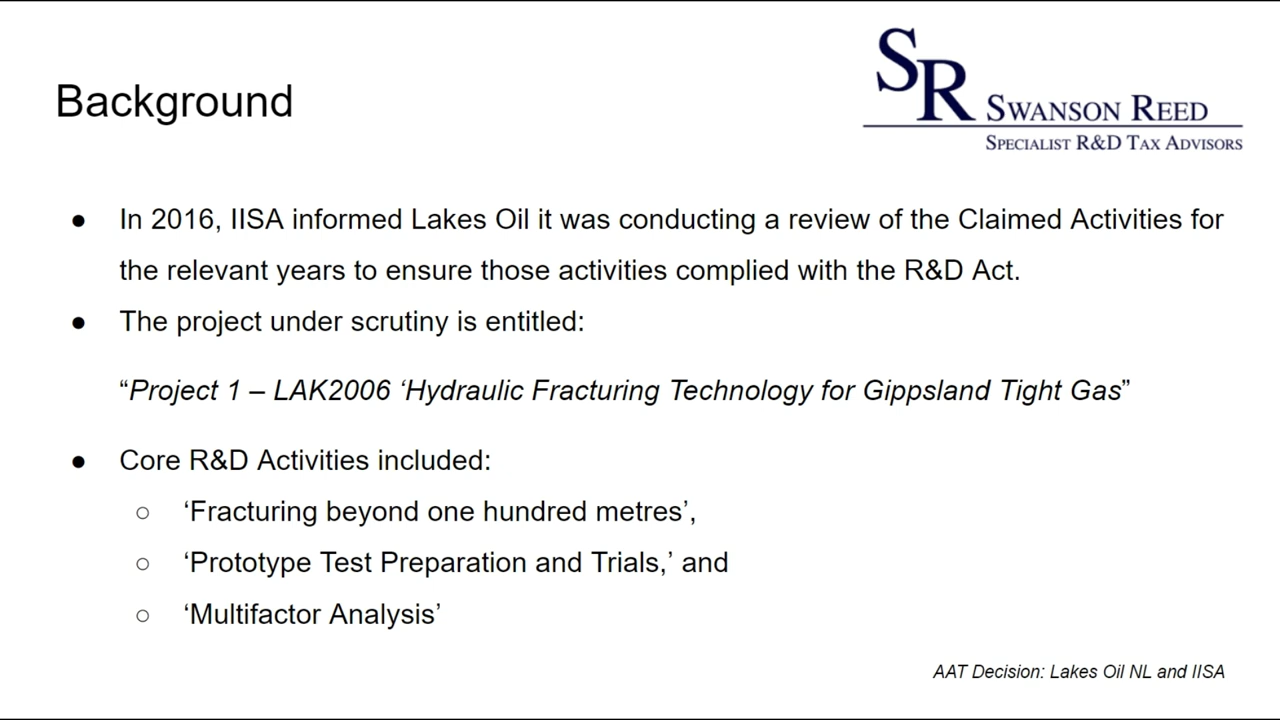 Background
SR SWANSON REED
SPECIALIST R&D TAX ADVISORS
● In 2016, IISA informed Lakes Oil it was conducting a review of the Claimed Activities for
the relevant years to ensure those activities complied with the R&D Act.
● The project under scrutiny is entitled:
“Project 1 – LAK2006 ‘Hydraulic Fracturing Technology for Gippsland Tight Gas”
● Core R&D Activities included:
○ ‘Fracturing beyond one hundred metres’,
○ ‘Prototype Test Preparation and Trials,’ and
○ ‘Multifactor Analysis’
AAT Decision: Lakes Oil NL and IISA